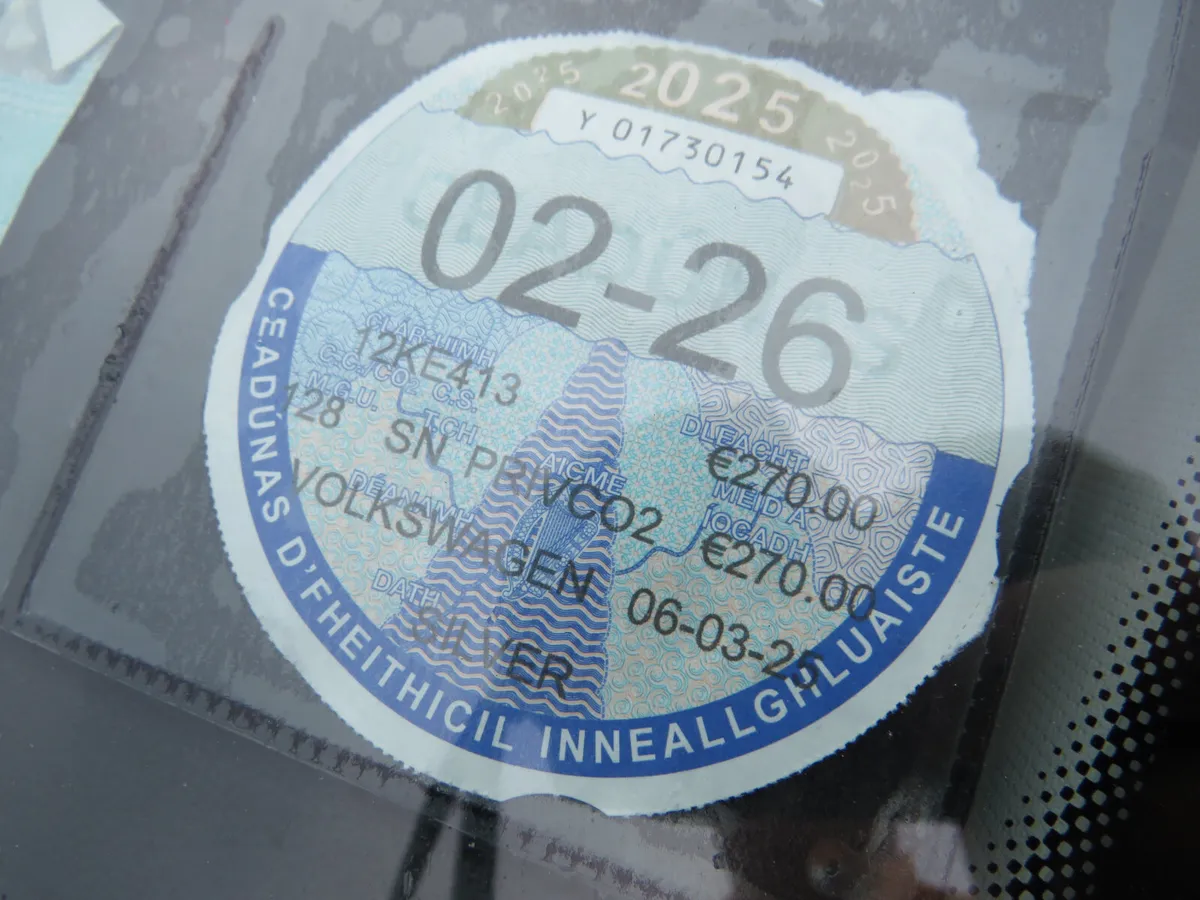 2025 2025 2025
Y 01730154
02-26
CLÁR-UIMH
12KE413
C.C./CO2 C.S.
M.G.U. TCH
128 SN PRIVCO2
AICME
DÉANAMH
VOLKSWAGEN
DATH
SILVER
DLEACHT
€270.00
MÉID A
ÍOCADH
€270.00
06-03-25
CEADÚNAS D'FHEITHICIL INNEALLGHLUAISTE